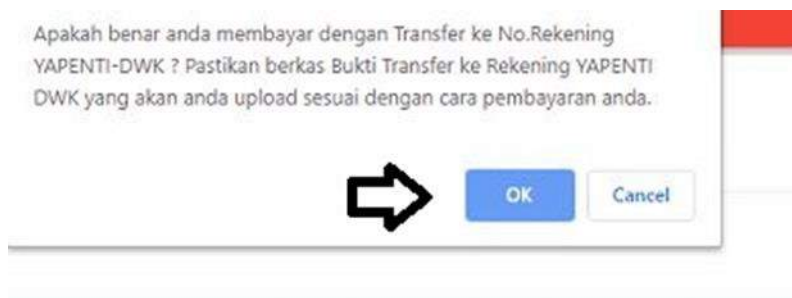 Apakah benar anda membayar dengan Transfer ke No.Rekening
YAPENTI-DWK ? Pastikan berkas Bukti Transfer ke Rekening YAPENTI
DWK yang akan anda upload sesuai dengan cara pembayaran anda.
OK Cancel